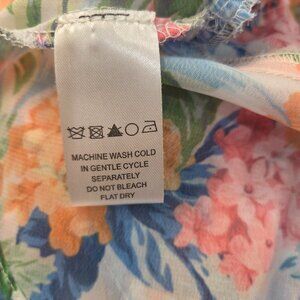 MACHINE WASH COLD
IN GENTLE CYCLE
SEPARATELY
DO NOT BLEACH
FLAT DRY